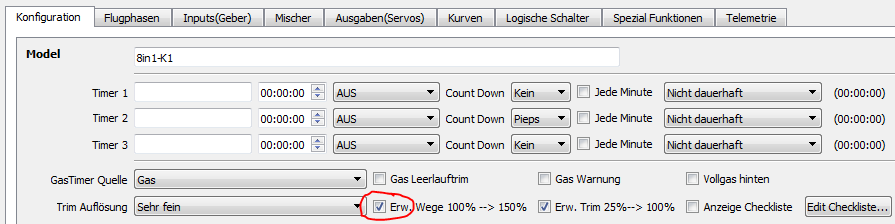 Konfiguration Flugphasen Inputs(Geber) Mischer Ausgaben(Servos) Kurven Logische Schalter Spezial Funktionen Telemetrie
Model 8in1-K1
Timer 1 00:00:00 AUS Count Down Kein Jede Minute Nicht dauerhaft (00:00:00)
Timer 2 00:00:00 AUS Count Down Pieps Jede Minute Nicht dauerhaft (00:00:00)
Timer 3 00:00:00 AUS Count Down Kein Jede Minute Nicht dauerhaft (00:00:00)
GasTimer Quelle Gas Gas Leerlauftrim Gas Warnung Vollgas hinten
Trim Auflösung Sehr fein Erw. Wege 100% --> 150% Erw. Trim 25%--> 100% Anzeige Checkliste Edit Checkliste...